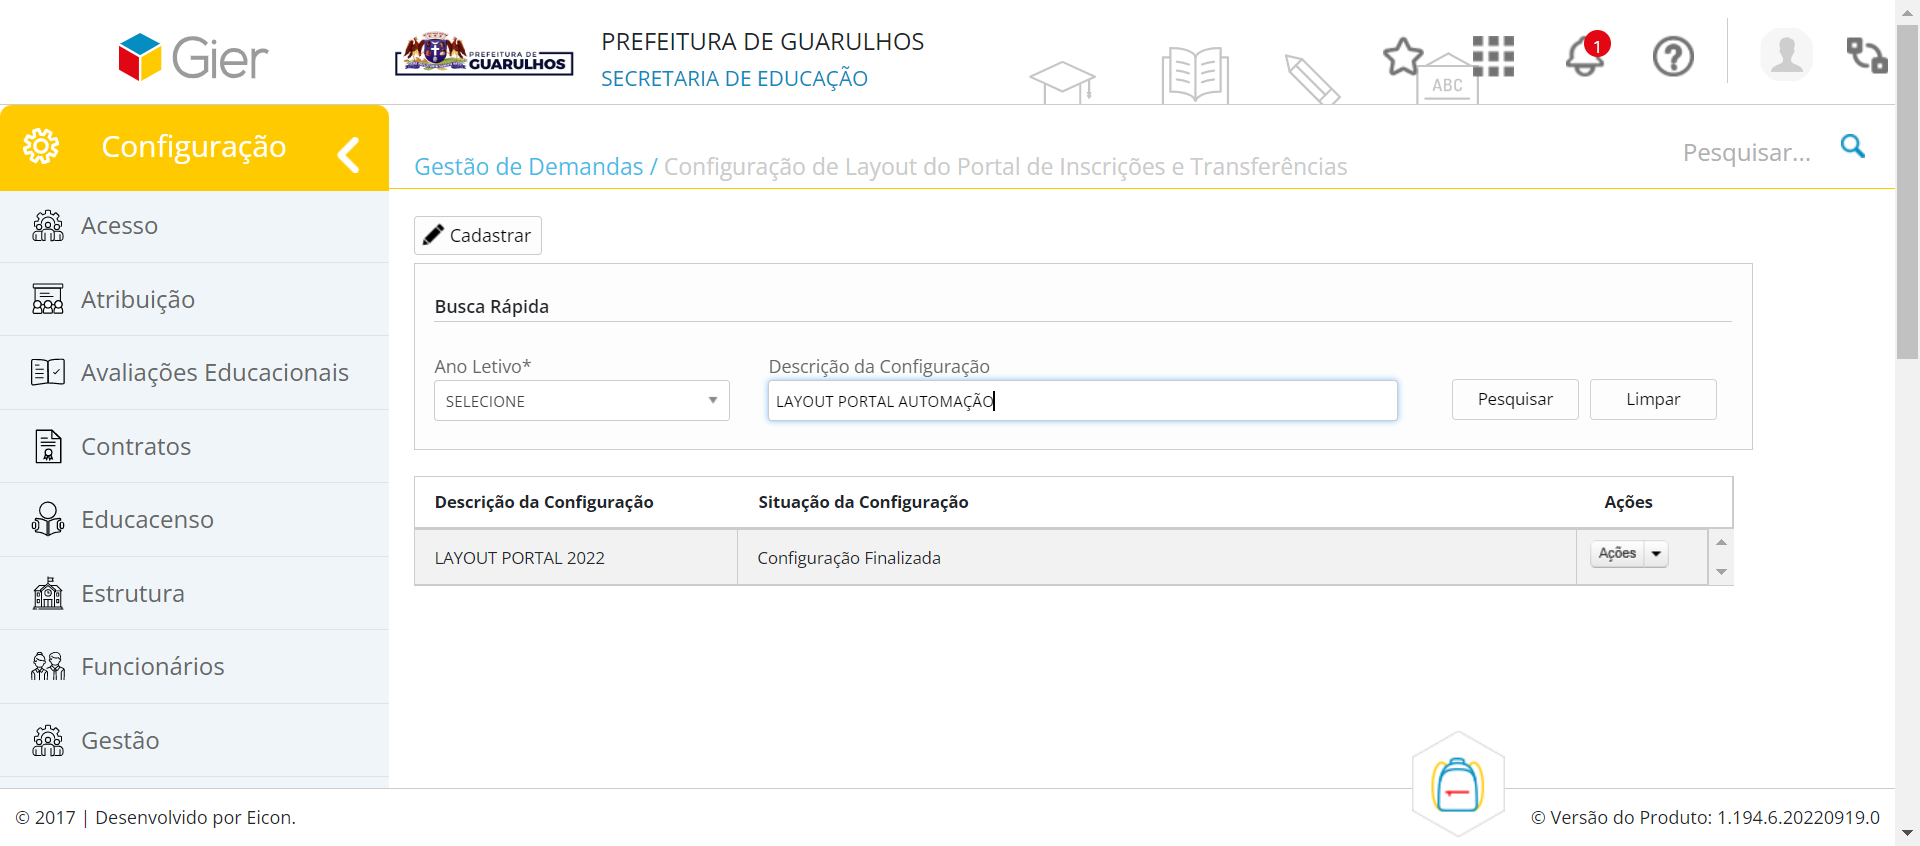 Gier
PREFEITURA DE
GUARULHOS
PREFEITURA DE GUARULHOS
SECRETARIA DE EDUCAÇÃO
ABC
1
Configuração
Gestão de Demandas / Configuração de Layout do Portal de Inscrições e Transferências
Pesquisar...
Acesso
Atribuição
Avaliações Educacionais
Contratos
Educacenso
Estrutura
Funcionários
Gestão
Cadastrar
Busca Rápida
Ano Letivo*
Descrição da Configuração
SELECIONE
LAYOUT PORTAL AUTOMAÇÃO
Pesquisar
Limpar
Descrição da Configuração
Situação da Configuração
Ações
LAYOUT PORTAL 2022
Configuração Finalizada
Ações
© 2017 | Desenvolvido por Eicon.
© Versão do Produto: 1.194.6.20220919.0